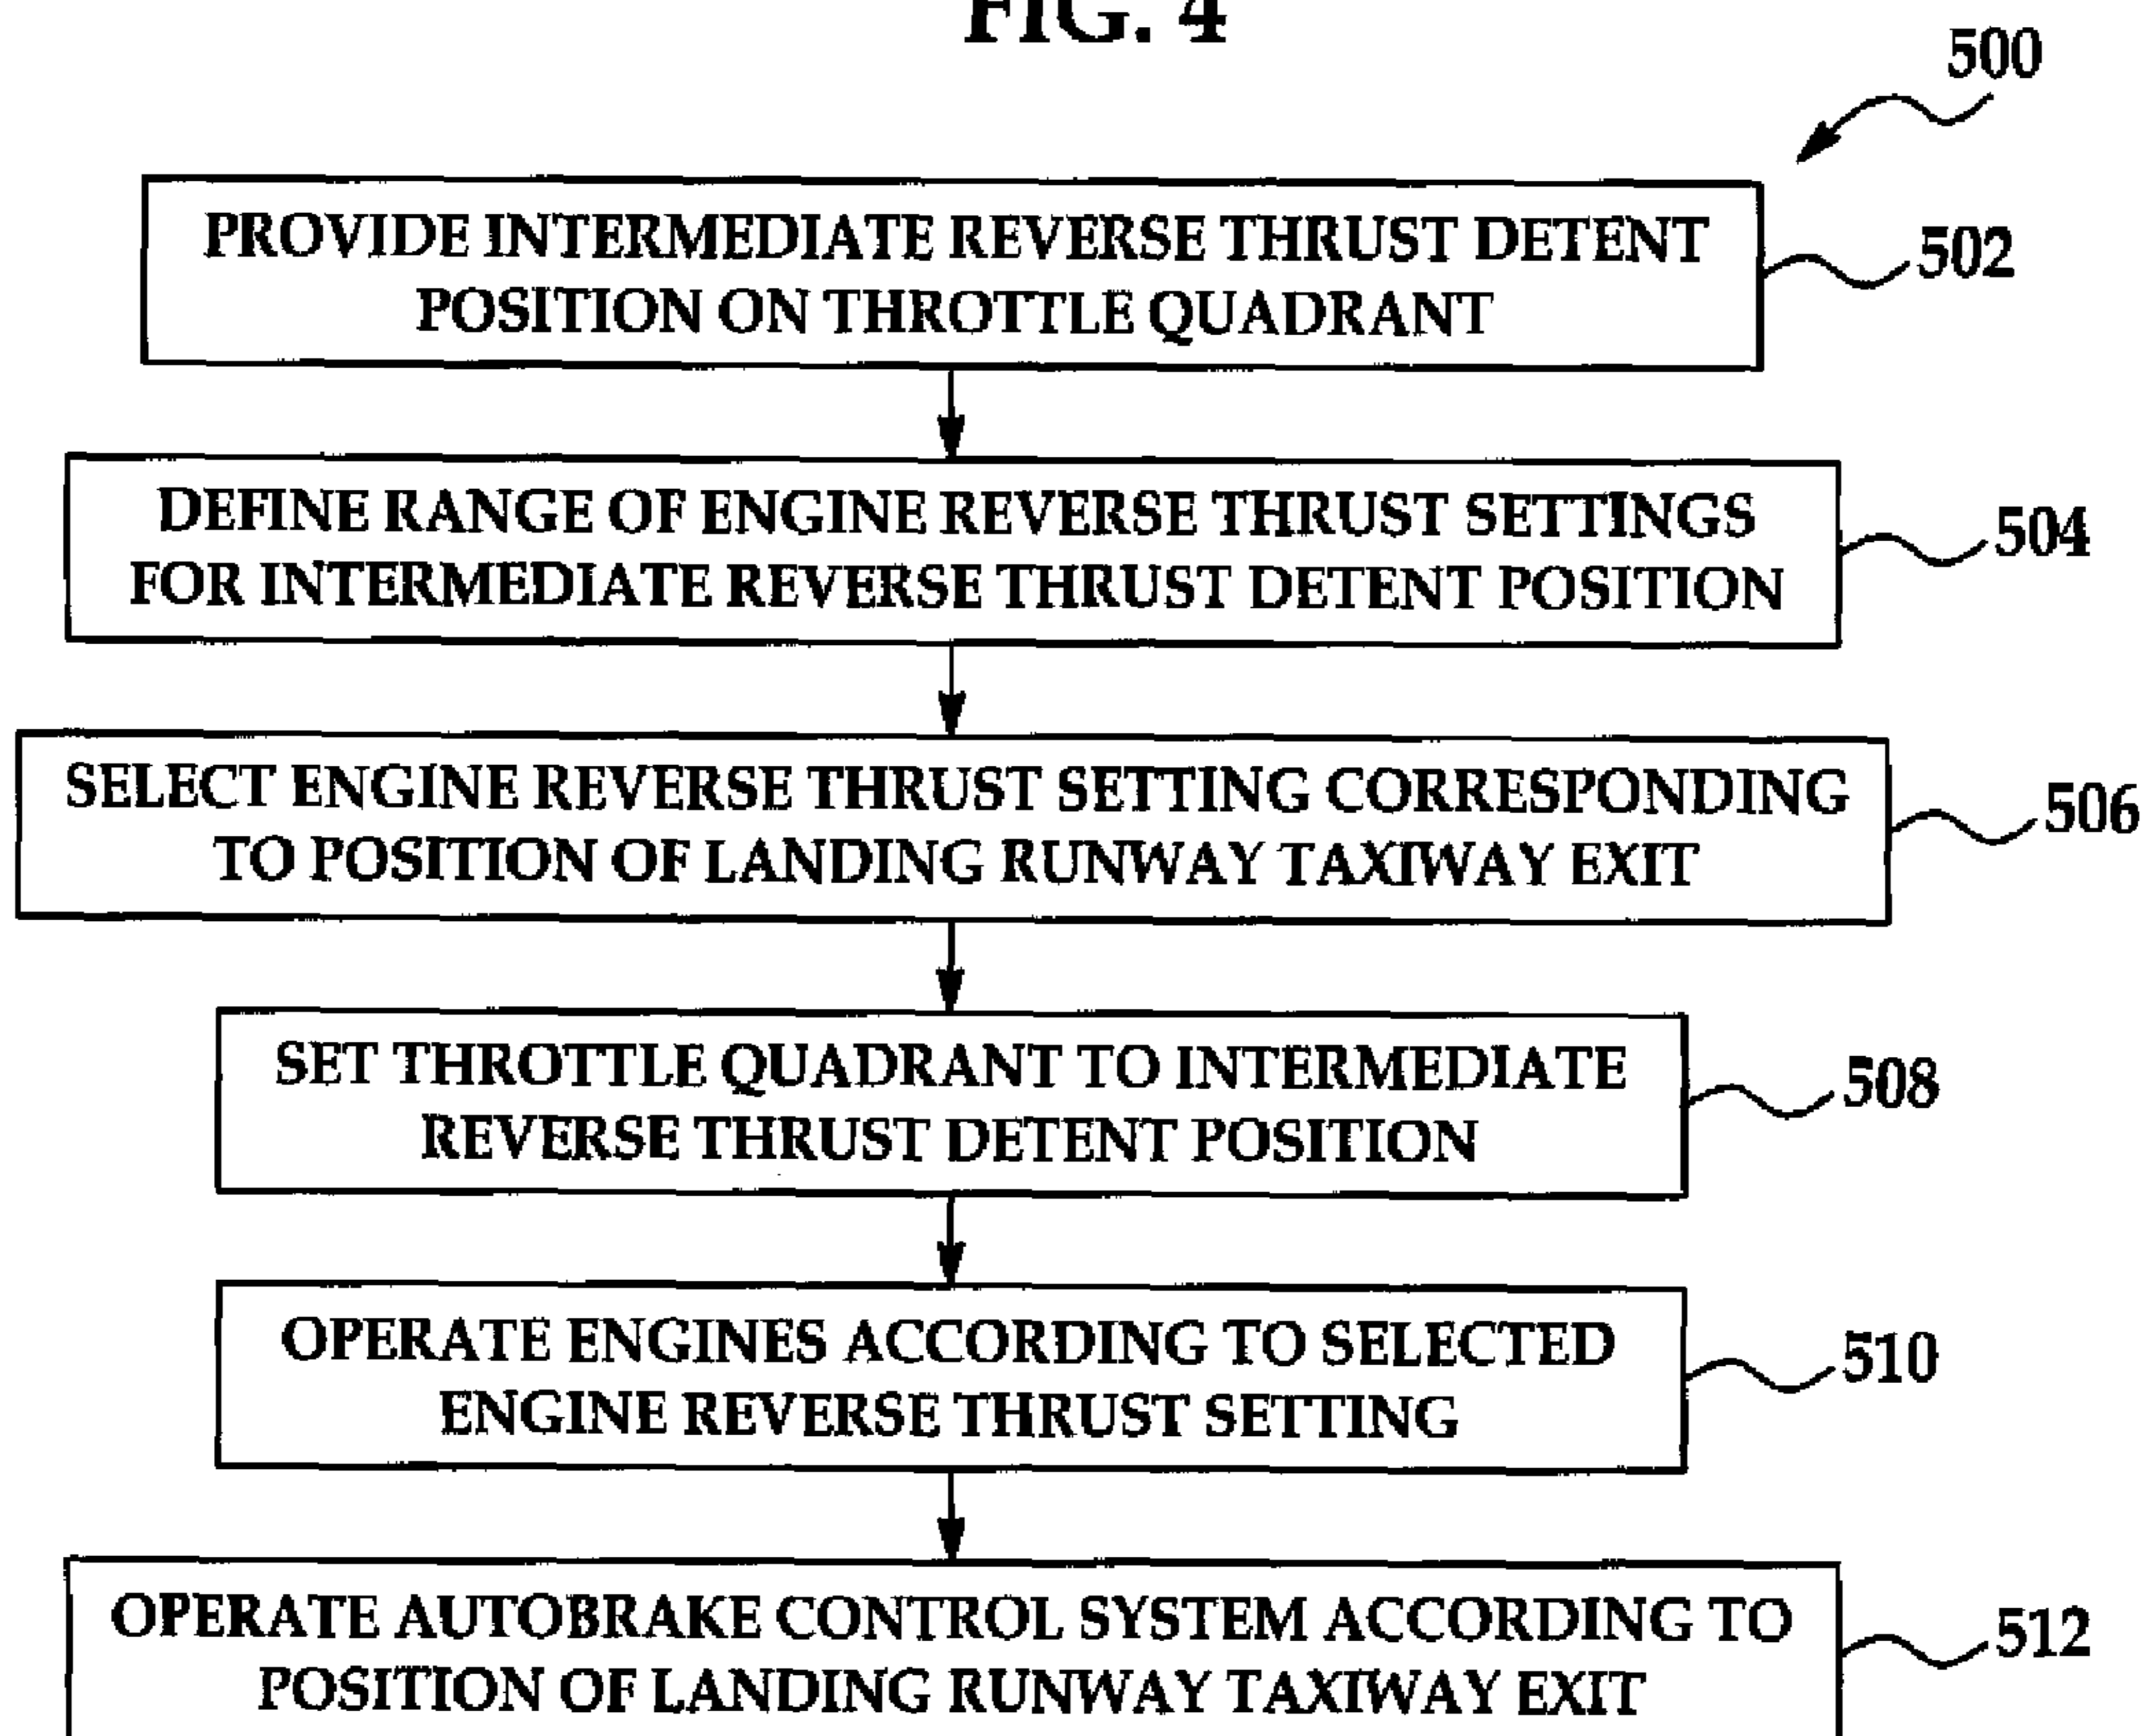 FIG. 4
500
PROVIDE INTERMEDIATE REVERSE THRUST DETENT
POSITION ON THROTTLE QUADRANT
502
DEFINE RANGE OF ENGINE REVERSE THRUST SETTINGS
FOR INTERMEDIATE REVERSE THRUST DETENT POSITION
504
SELECT ENGINE REVERSE THRUST SETTING CORRESPONDING
TO POSITION OF LANDING RUNWAY TAXIWAY EXIT
506
SET THROTTLE QUADRANT TO INTERMEDIATE
REVERSE THRUST DETENT POSITION
508
OPERATE ENGINES ACCORDING TO SELECTED
ENGINE REVERSE THRUST SETTING
510
OPERATE AUTOBRAKE CONTROL SYSTEM ACCORDING TO
POSITION OF LANDING RUNWAY TAXIWAY EXIT
512